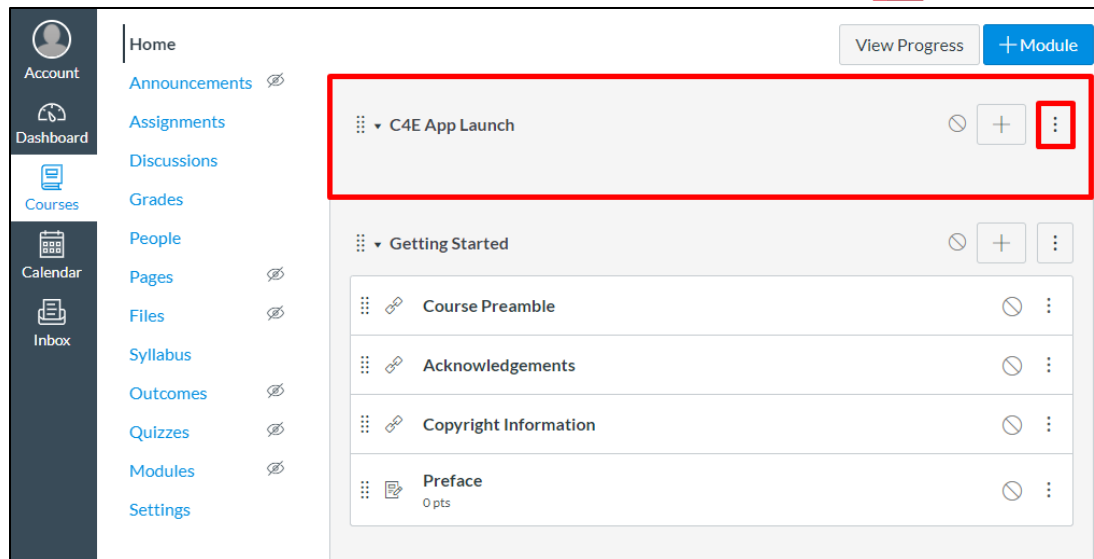 Account
Dashboard
Courses
Calendar
Inbox
Home
Announcements
Assignments
Discussions
Grades
People
Pages
Files
Syllabus
Outcomes
Quizzes
Modules
Settings
View Progress
+ Module
C4E App Launch
Getting Started
Course Preamble
Acknowledgements
Copyright Information
Preface
0 pts